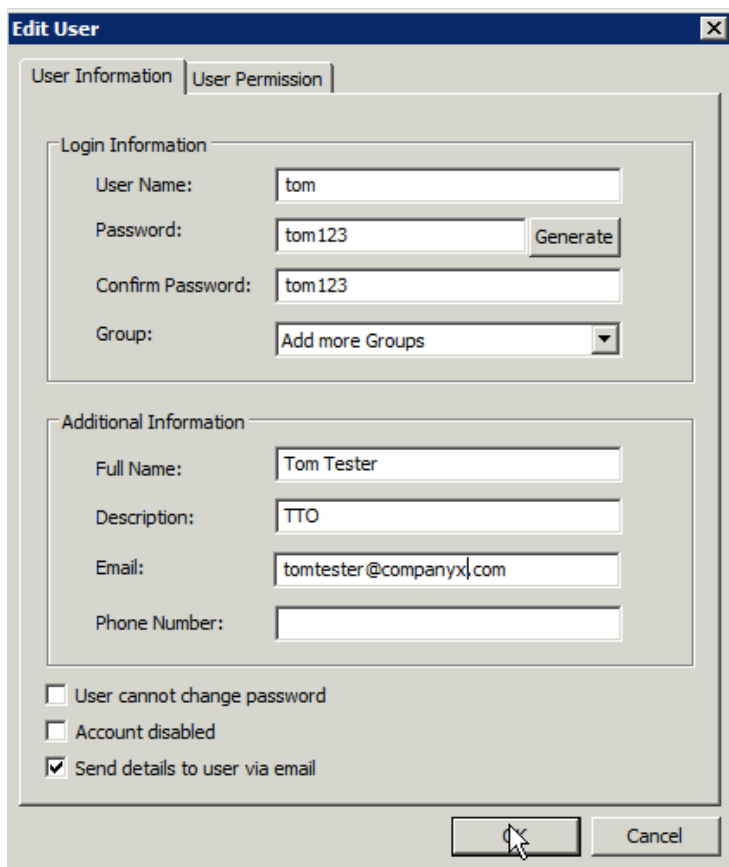 Edit User
User Information User Permission
Login Information
User Name: tom
Password: tom123 Generate
Confirm Password: tom123
Group: Add more Groups
Additional Information
Full Name: Tom Tester
Description: TTO
Email: tomtester@companyx.com
Phone Number:
User cannot change password
Account disabled
Send details to user via email
Cancel